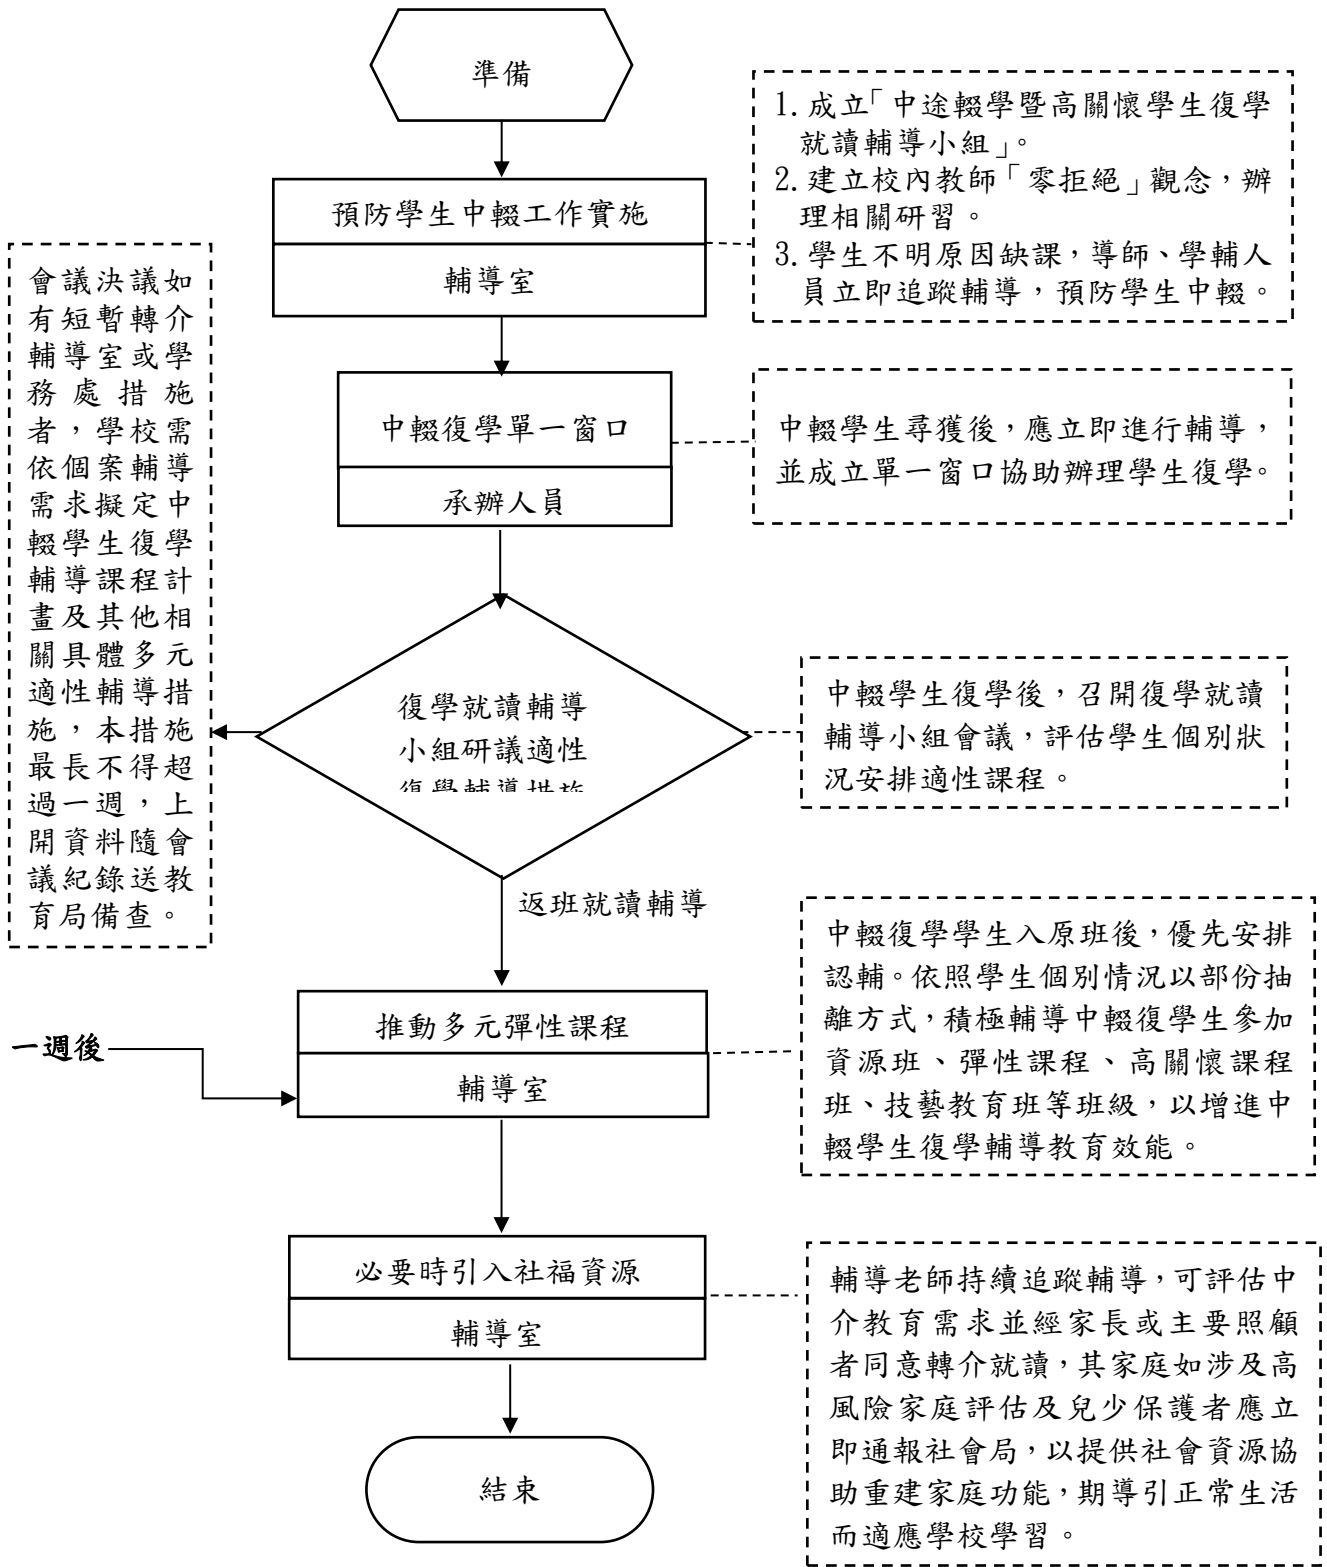 準備
1.成立「中途輟學暨高關懷學生復學
就讀輔導小組」。
2.建立校內教師「零拒絕」觀念，辦
理相關研習。
3.學生不明原因缺課，導師、學輔人
員立即追蹤輔導，預防學生中輟。
預防學生中輟工作實施
輔導室
會議決議如
有短暫轉介
輔導室或學
務處措施
者，學校需
依個案輔導
需求擬定中
輟學生復學
輔導課程計
畫及其他相
關具體多元
適性輔導措
施，本措施
最長不得超
過一週，上
開資料隨會
議紀錄送教
育局備查。
中輟復學單一窗口
承辦人員
中輟學生尋獲後，應立即進行輔導，
並成立單一窗口協助辦理學生復學。
復學就讀輔導
小組研議適性
復學輔導措施
中輟學生復學後，召開復學就讀
輔導小組會議，評估學生個別狀
況安排適性課程。
返班就讀輔導
一週後
推動多元彈性課程
輔導室
中輟復學學生入原班後，優先安排
認輔。依照學生個別情況以部份抽
離方式，積極輔導中輟復學生參加
資源班、彈性課程、高關懷課程
班、技藝教育班等班級，以增進中
輟學生復學輔導教育效能。
必要時引入社福資源
輔導室
輔導老師持續追蹤輔導，可評估中
介教育需求並經家長或主要照顧
者同意轉介就讀，其家庭如涉及高
風險家庭評估及兒少保護者應立
即通報社會局，以提供社會資源協
助重建家庭功能，期導引正常生活
而適應學校學習。
結束